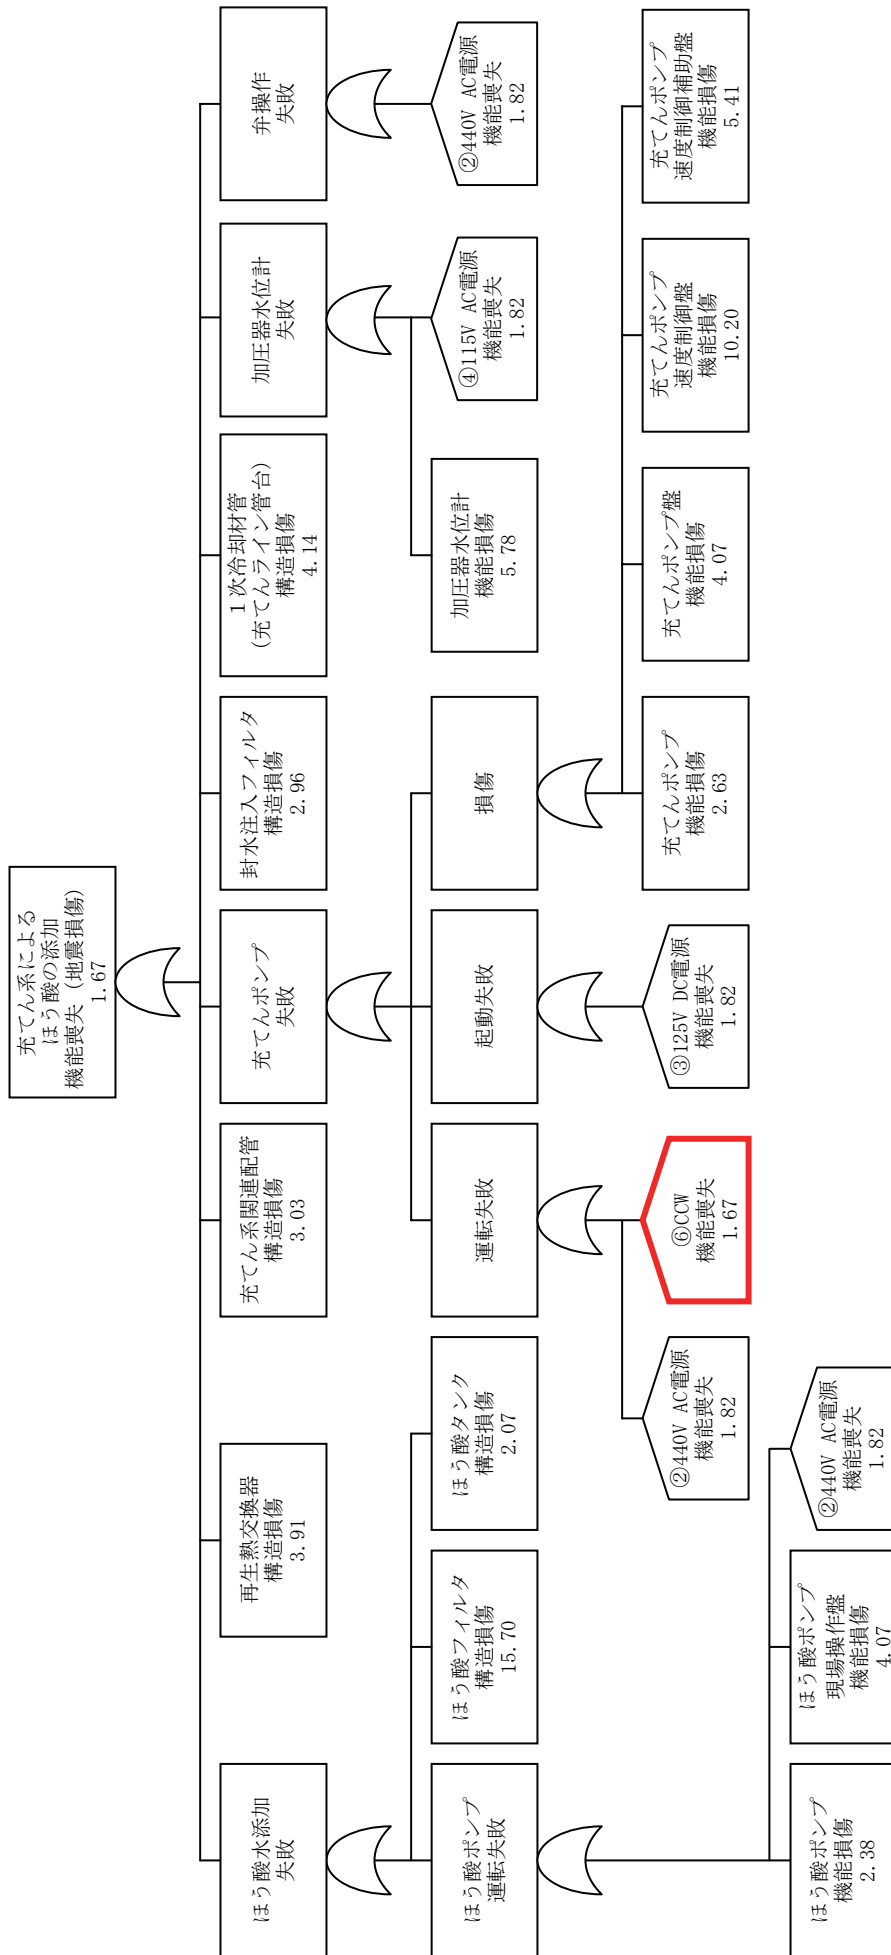 充てん系による
ほう酸の添加
機能喪失（地震損傷）
1.67
ほう酸水添加
失敗
再生熱交換器
構造損傷
3.91
充てん系関連配管
構造損傷
3.03
充てんポンプ
失敗
封水注入フィルタ
構造損傷
2.96
1次冷却材管
(充てんライン管台)
構造損傷
4.14
加圧器水位計
失敗
弁操作
失敗
ほう酸ポンプ
運転失敗
ほう酸フィルタ
構造損傷
15.70
ほう酸タンク
構造損傷
2.07
運転失敗
起動失敗
損傷
加圧器水位計
機能損傷
5.78
④115V AC電源
機能喪失
1.82
②440V AC電源
機能喪失
1.82
②440V AC電源
機能喪失
1.82
⑥CCW
機能喪失
1.67
③125V DC電源
機能喪失
1.82
充てんポンプ
機能損傷
2.63
充てんポンプ盤
機能損傷
4.07
充てんポンプ
速度制御盤
機能損傷
10.20
充てんポンプ
速度制御補助盤
機能損傷
5.41
ほう酸ポンプ
機能損傷
2.38
ほう酸ポンプ
現場操作盤
機能損傷
4.07
②440V AC電源
機能喪失
1.82